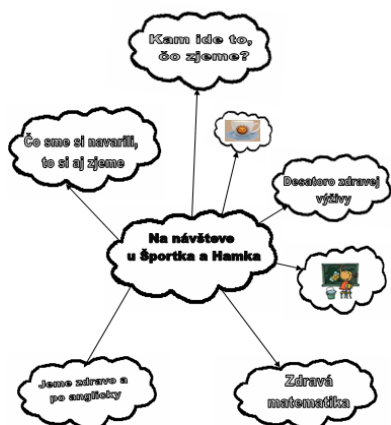 Kam ide to,
čo zjeme?
Čo sme si navarili,
to si aj zjeme
Desatoro zdravej
výživy
Na návšteve
u Športka a Hamka
Jeme zdravo a
po anglicky
Zdravá
matematika